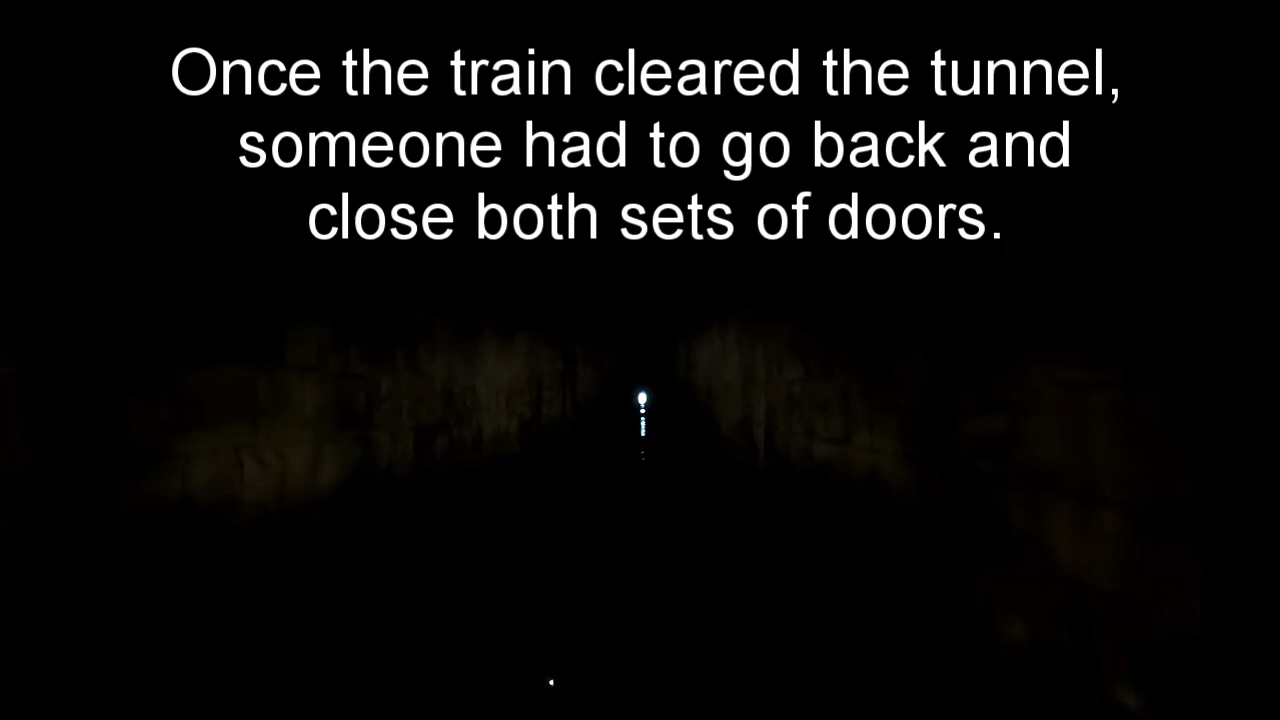 Once the train cleared the tunnel,
someone had to go back and
close both sets of doors.